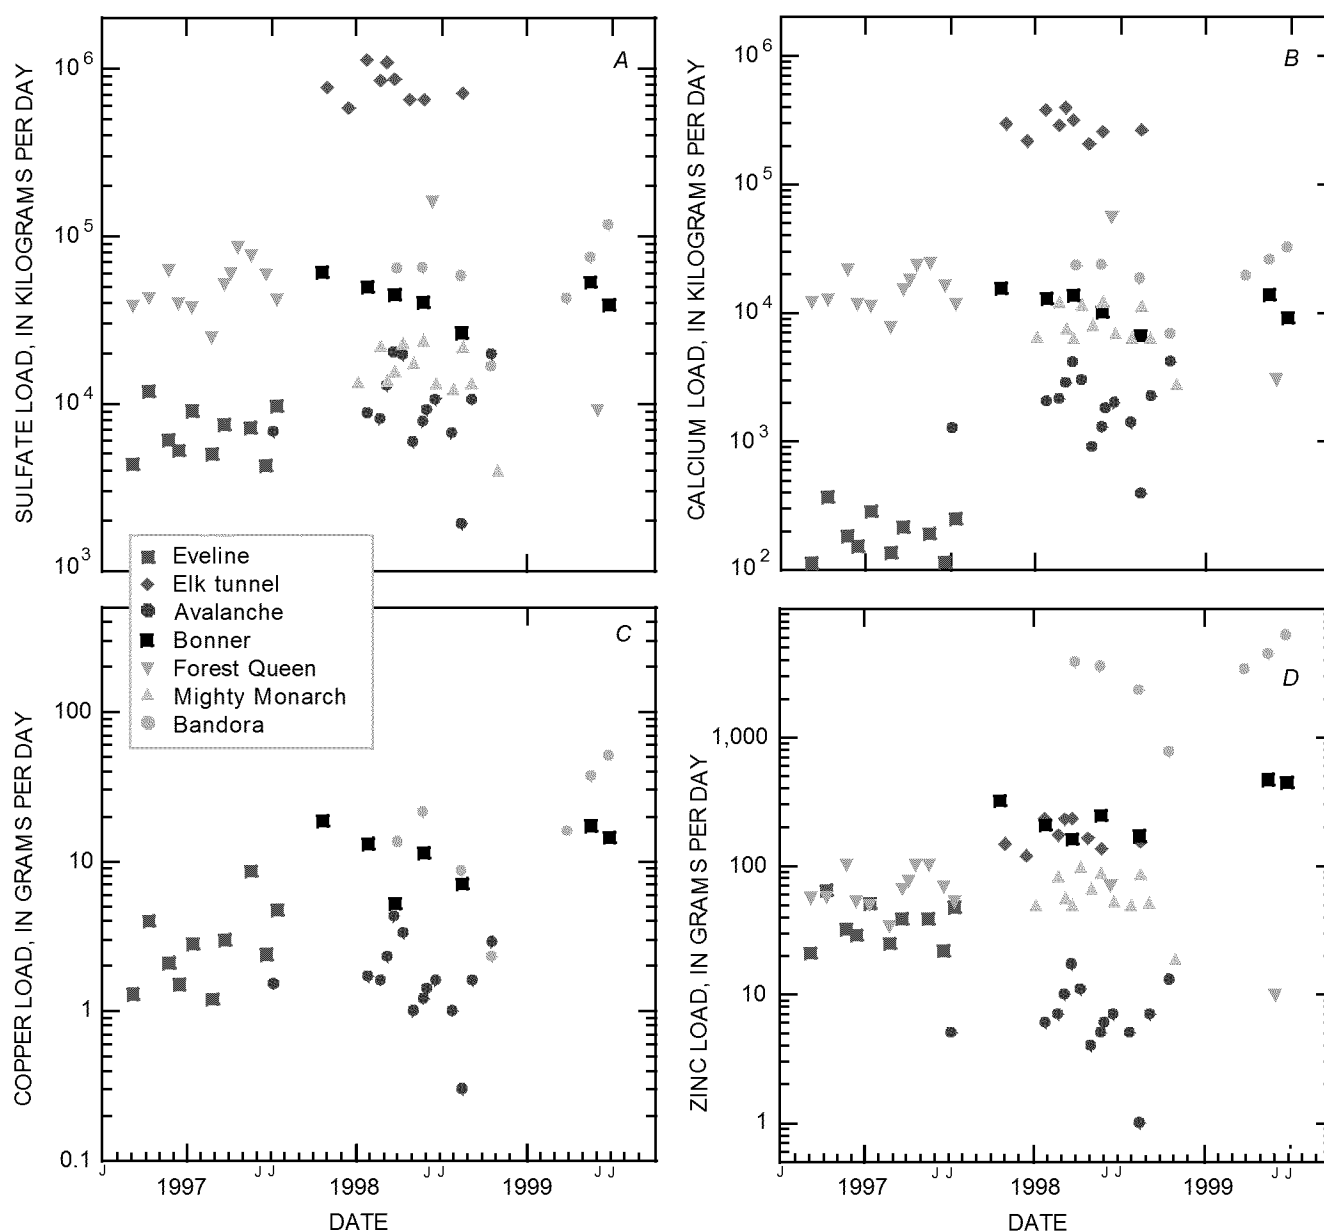 A
SULFATE LOAD, IN KILOGRAMS PER DAY
10^6
10^5
10^4
10^3
B
CALCIUM LOAD, IN KILOGRAMS PER DAY
10^6
10^5
10^4
10^3
10^2
Eveline
Elk tunnel
Avalanche
Bonner
Forest Queen
Mighty Monarch
Bandora
C
COPPER LOAD, IN GRAMS PER DAY
100
10
1
0.1
J J J J J J J
1997 1998 1999
DATE
D
ZINC LOAD, IN GRAMS PER DAY
1,000
100
10
1
J J J J J J J
1997 1998 1999
DATE